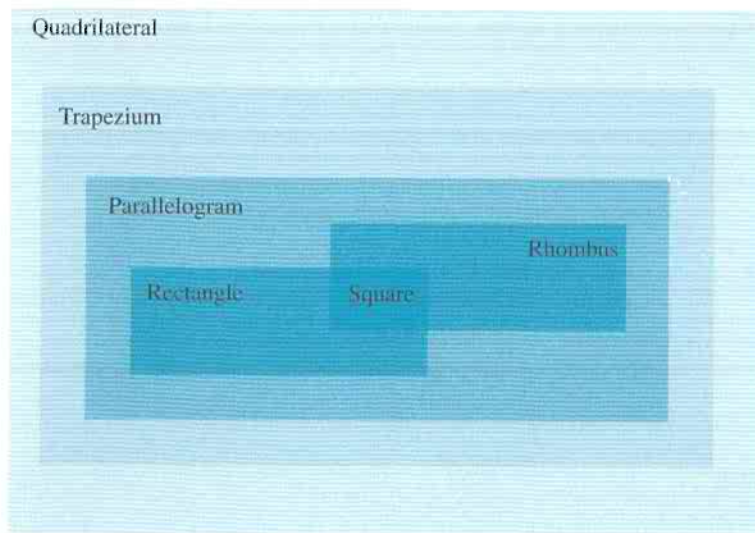 Quadrilateral
Trapezium
Parallelogram
Rhombus
Rectangle Square